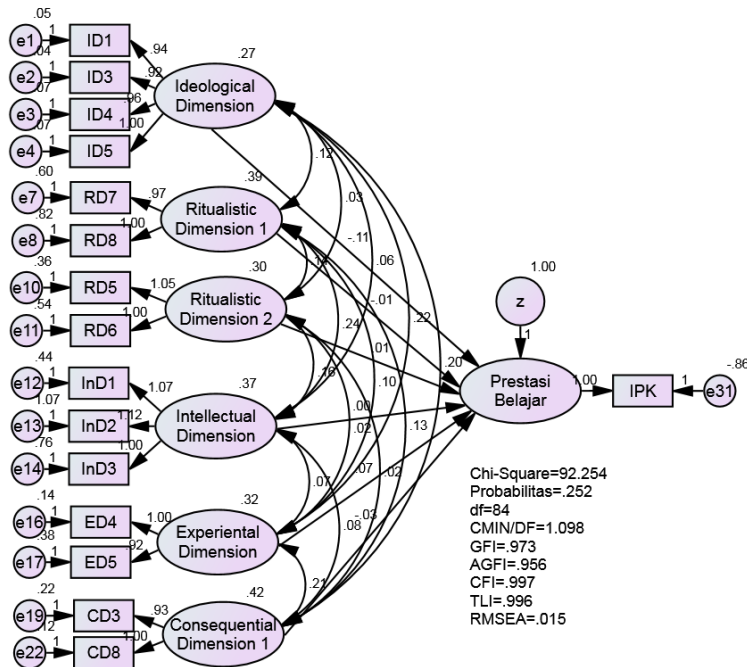 .05
e1
1
ID1
.94
.04
e2
1
ID3
.92
.07
e3
1
ID4
.96
.07
e4
1
ID5
1.00
.27
Ideological
Dimension
.60
e7
1
RD7
.97
.82
e8
1
RD8
1.00
.39
Ritualistic
Dimension 1
.36
e10
1
RD5
1.05
.54
e11
1
RD6
1.00
.30
Ritualistic
Dimension 2
.44
e12
1
InD1
1.07
1.07
e13
1
InD2
1.12
.76
e14
1
InD3
1.00
.37
Intellectual
Dimension
.14
e16
1
ED4
1.00
.38
e17
1
ED5
.92
.32
Experiental
Dimension
.22
e19
1
CD3
.93
.12
e22
1
CD8
1.00
.42
Consequential
Dimension 1
.12
.03
-.11
.06
.14
-.01
.22
.24
.01
.20
.16
.10
.00
.02
.13
.07
.02
.07
.08
-.03
.21
1.00
z
1
Prestasi
Belajar
1.00
IPK
1
-.86
e31
Chi-Square=92.254
Probabilitas=.252
df=84
CMIN/DF=1.098
GFI=.973
AGFI=.956
CFI=.997
TLI=.996
RMSEA=.015